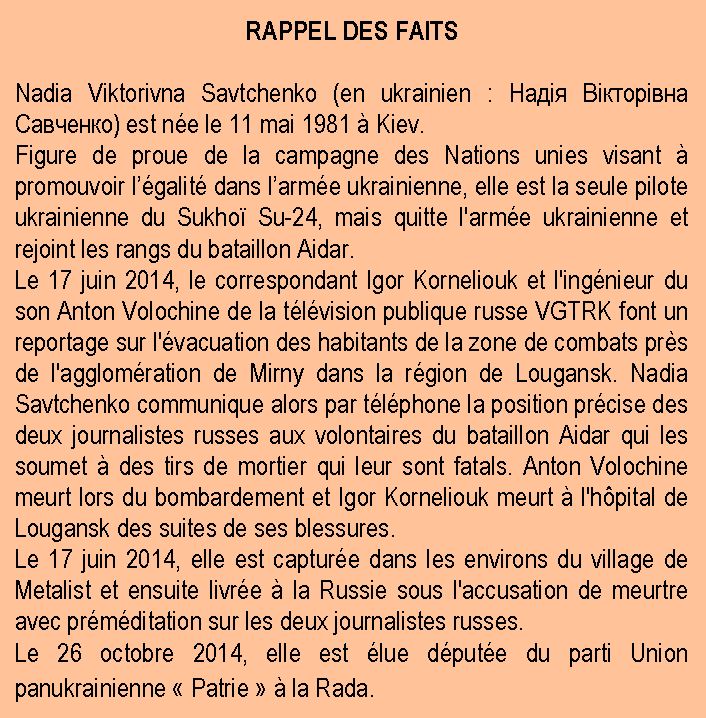 RAPPEL DES FAITS
Nadia Viktorivna Savtchenko (en ukrainien : Надія Вікторівна
Савченко) est née le 11 mai 1981 à Kiev.
Figure de proue de la campagne des Nations unies visant à
promouvoir l’égalité dans l’armée ukrainienne, elle est la seule pilote
ukrainienne du Sukhoï Su-24, mais quitte l'armée ukrainienne et
rejoint les rangs du bataillon Aidar.
Le 17 juin 2014, le correspondant Igor Korneliouk et l'ingénieur du
son Anton Volochine de la télévision publique russe VGTRK font un
reportage sur l'évacuation des habitants de la zone de combats près
de l'agglomération de Mirny dans la région de Lougansk. Nadia
Savtchenko communique alors par téléphone la position précise des
deux journalistes russes aux volontaires du bataillon Aidar qui les
soumet à des tirs de mortier qui leur sont fatals. Anton Volochine
meurt lors du bombardement et Igor Korneliouk meurt à l'hôpital de
Lougansk des suites de ses blessures.
Le 17 juin 2014, elle est capturée dans les environs du village de
Metalist et ensuite livrée à la Russie sous l'accusation de meurtre
avec préméditation sur les deux journalistes russes.
Le 26 octobre 2014, elle est élue députée du parti Union
panukrainienne « Patrie » à la Rada.